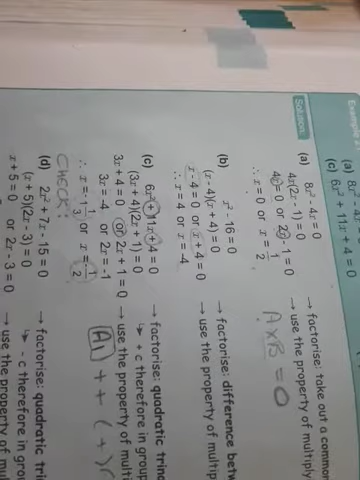 (a) 8x² - 4x
(c) 6x² + 11x + 4 = 0
Solution
(a) 8x² - 4x = 0 → factorise: take out a common
4x(2x - 1) = 0 → use the property of multiply
4x = 0 or 2x - 1 = 0
∴ x = 0 or x = 1/2
A × B = 0
(b) x² - 16 = 0 → factorise: difference betw
(x - 4)(x + 4) = 0 → use the property of multipl
x - 4 = 0 or x + 4 = 0
∴ x = 4 or x = -4
(c) 6x² + 11x + 4 = 0 → factorise: quadratic trino
(3x + 4)(2x + 1) = 0 ↳ + c therefore in group
3x + 4 = 0 or 2x + 1 = 0 → use the property of multi
3x = -4 or 2x = -1
∴ x = -1 1/3 or x = -1/2
CHECK:
(d) 2x² + 7x - 15 = 0 → factorise: quadratic trin
(x + 5)(2x - 3) = 0 ↳ - c therefore in grou
x + 5 = 0 or 2x - 3 = 0 → use the property of mu